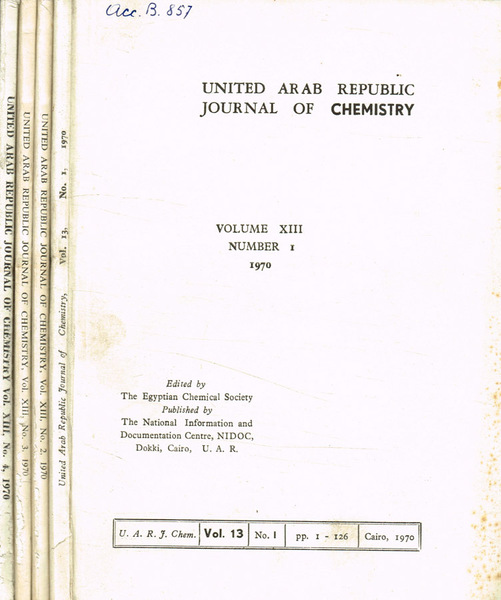 Acc. B. 857
UNITED ARAB REPUBLIC
JOURNAL OF CHEMISTRY
VOLUME XIII
NUMBER 1
1970
Edited by
The Egyptian Chemical Society
Published by
The National Information and
Documentation Centre, NIDOC,
Dokki, Cairo, U. A. R.
U. A. R. J. Chem. Vol. 13 No. 1 pp. 1 - 126 Cairo, 1970
UNITED ARAB REPUBLIC JOURNAL OF CHEMISTRY Vol. XIII, No. 4, 1970
UNITED ARAB REPUBLIC JOURNAL OF CHEMISTRY, Vol. XIII, No. 3. 1970
UNITED ARAB REPUBLIC JOURNAL OF CHEMISTRY, Vol. XIII, No. 2. 1970
United Arab Republic Journal of Chemistry, Vol. 13, No. 1, 1970